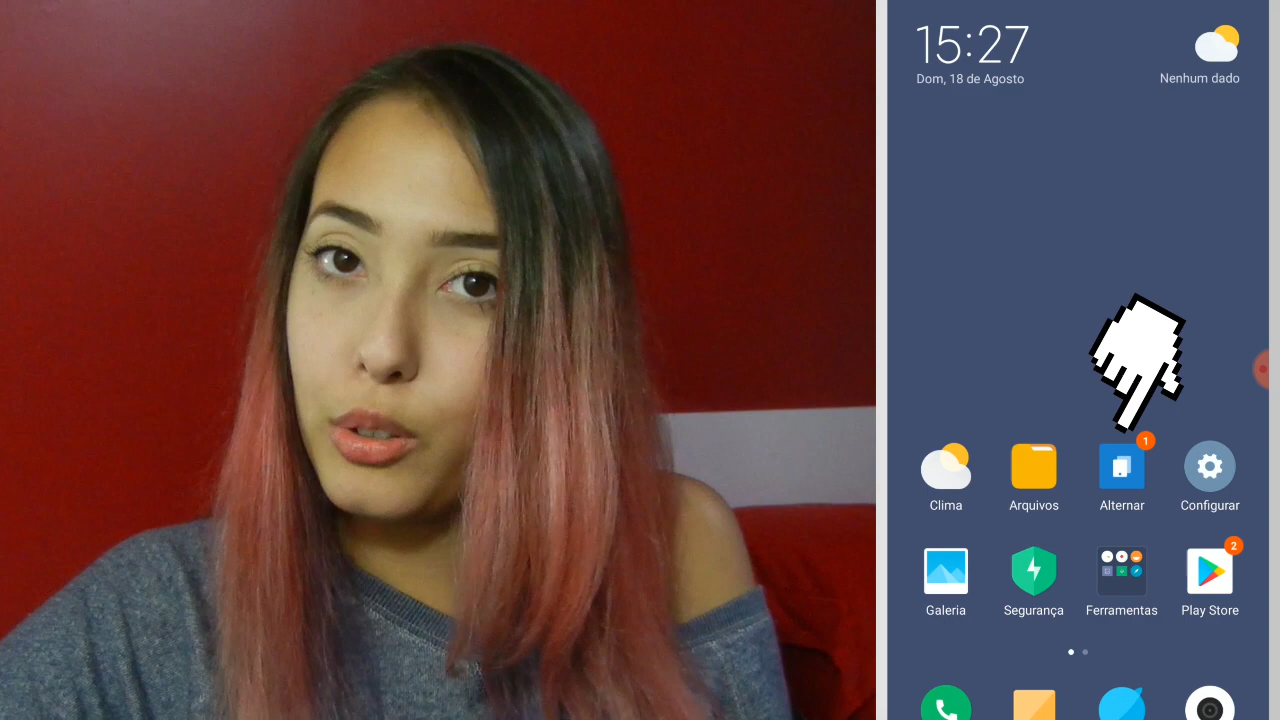 15:27
Dom, 18 de Agosto
Nenhum dado
1
Clima
Arquivos
Alternar
Configurar
2
Galeria
Segurança
Ferramentas
Play Store